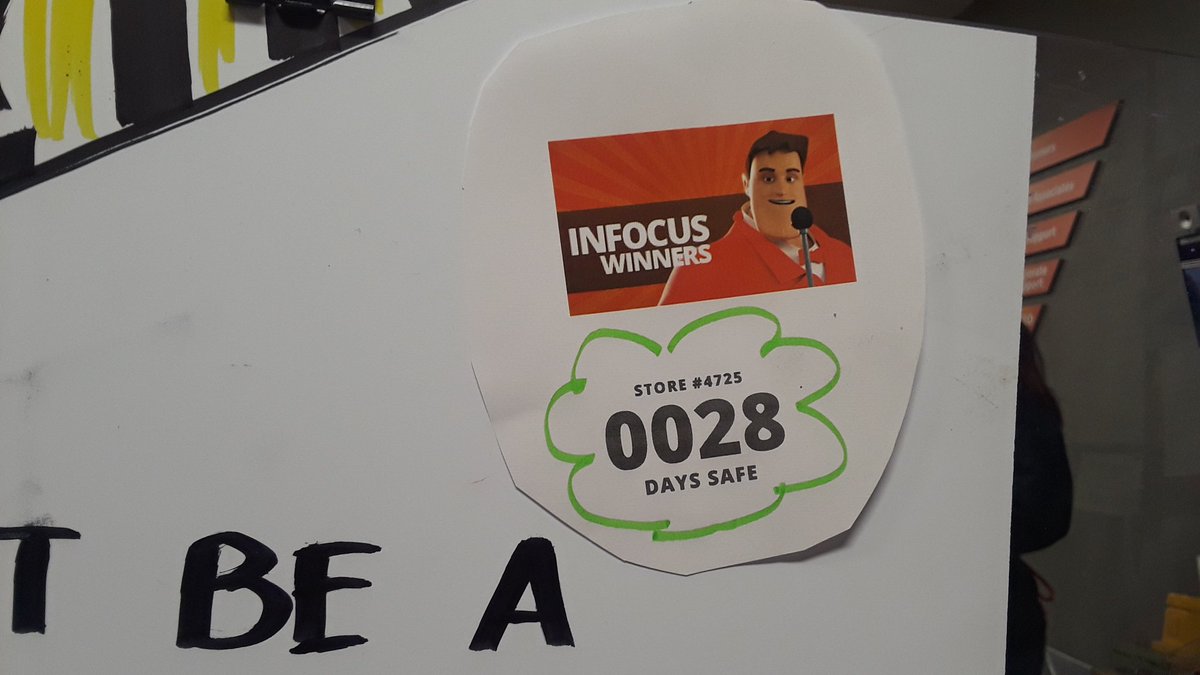 INFOCUS
WINNERS
STORE #4725
0028
DAYS SAFE
T BE A